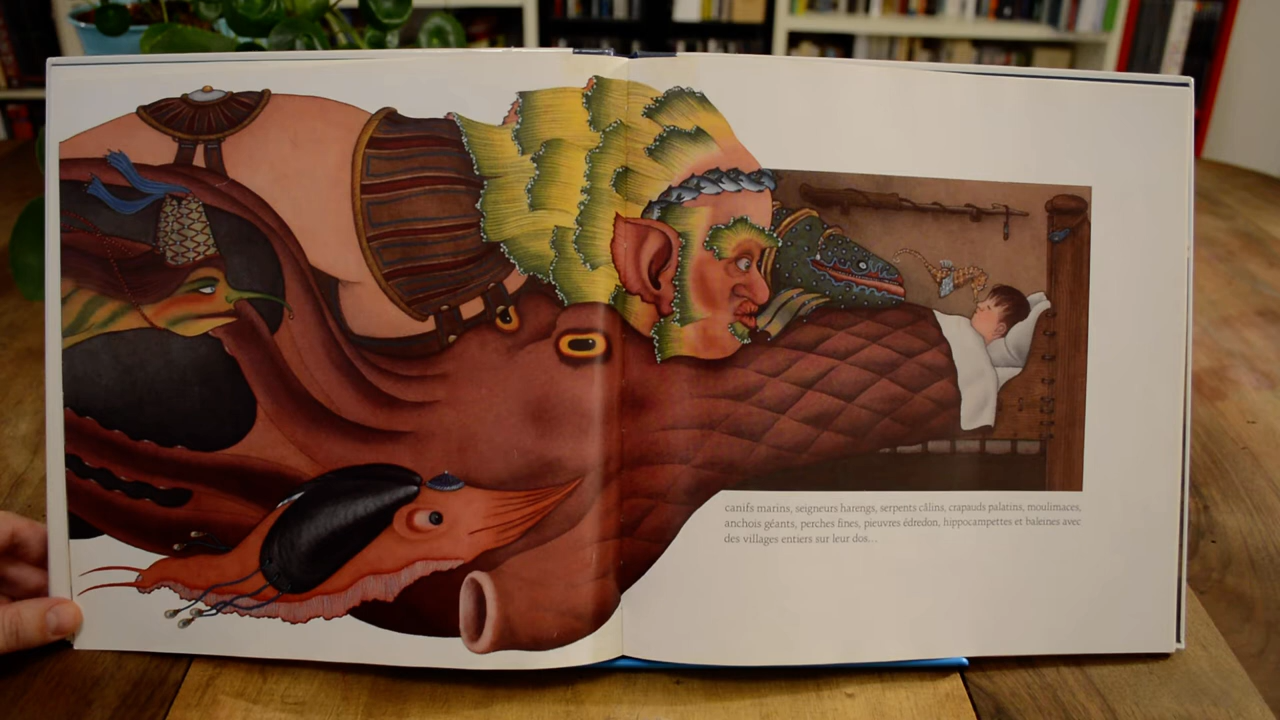 canifs marins, seigneurs harengs, serpents câlins, crapauds palatins, moulimaces,
anchois géants, perches fines, pieuvres édredon, hippocampettes et baleines avec
des villages entiers sur leur dos…